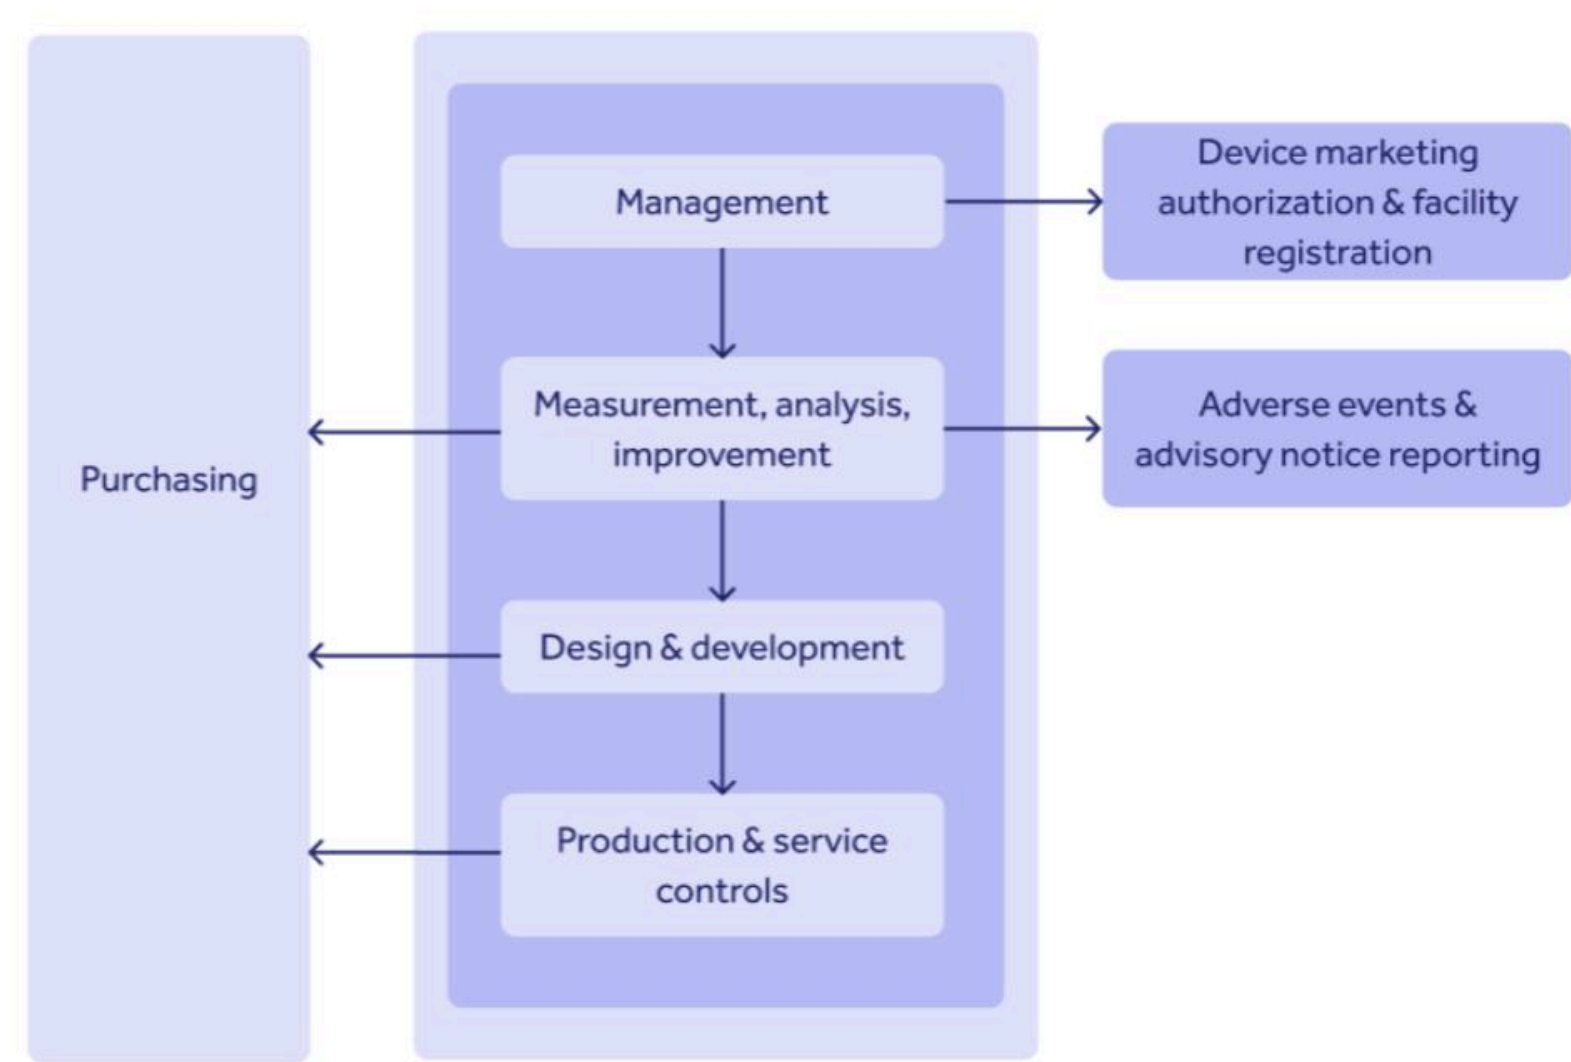 Purchasing
Management
Measurement, analysis,
improvement
Design & development
Production & service
controls
Device marketing
authorization & facility
registration
Adverse events &
advisory notice reporting